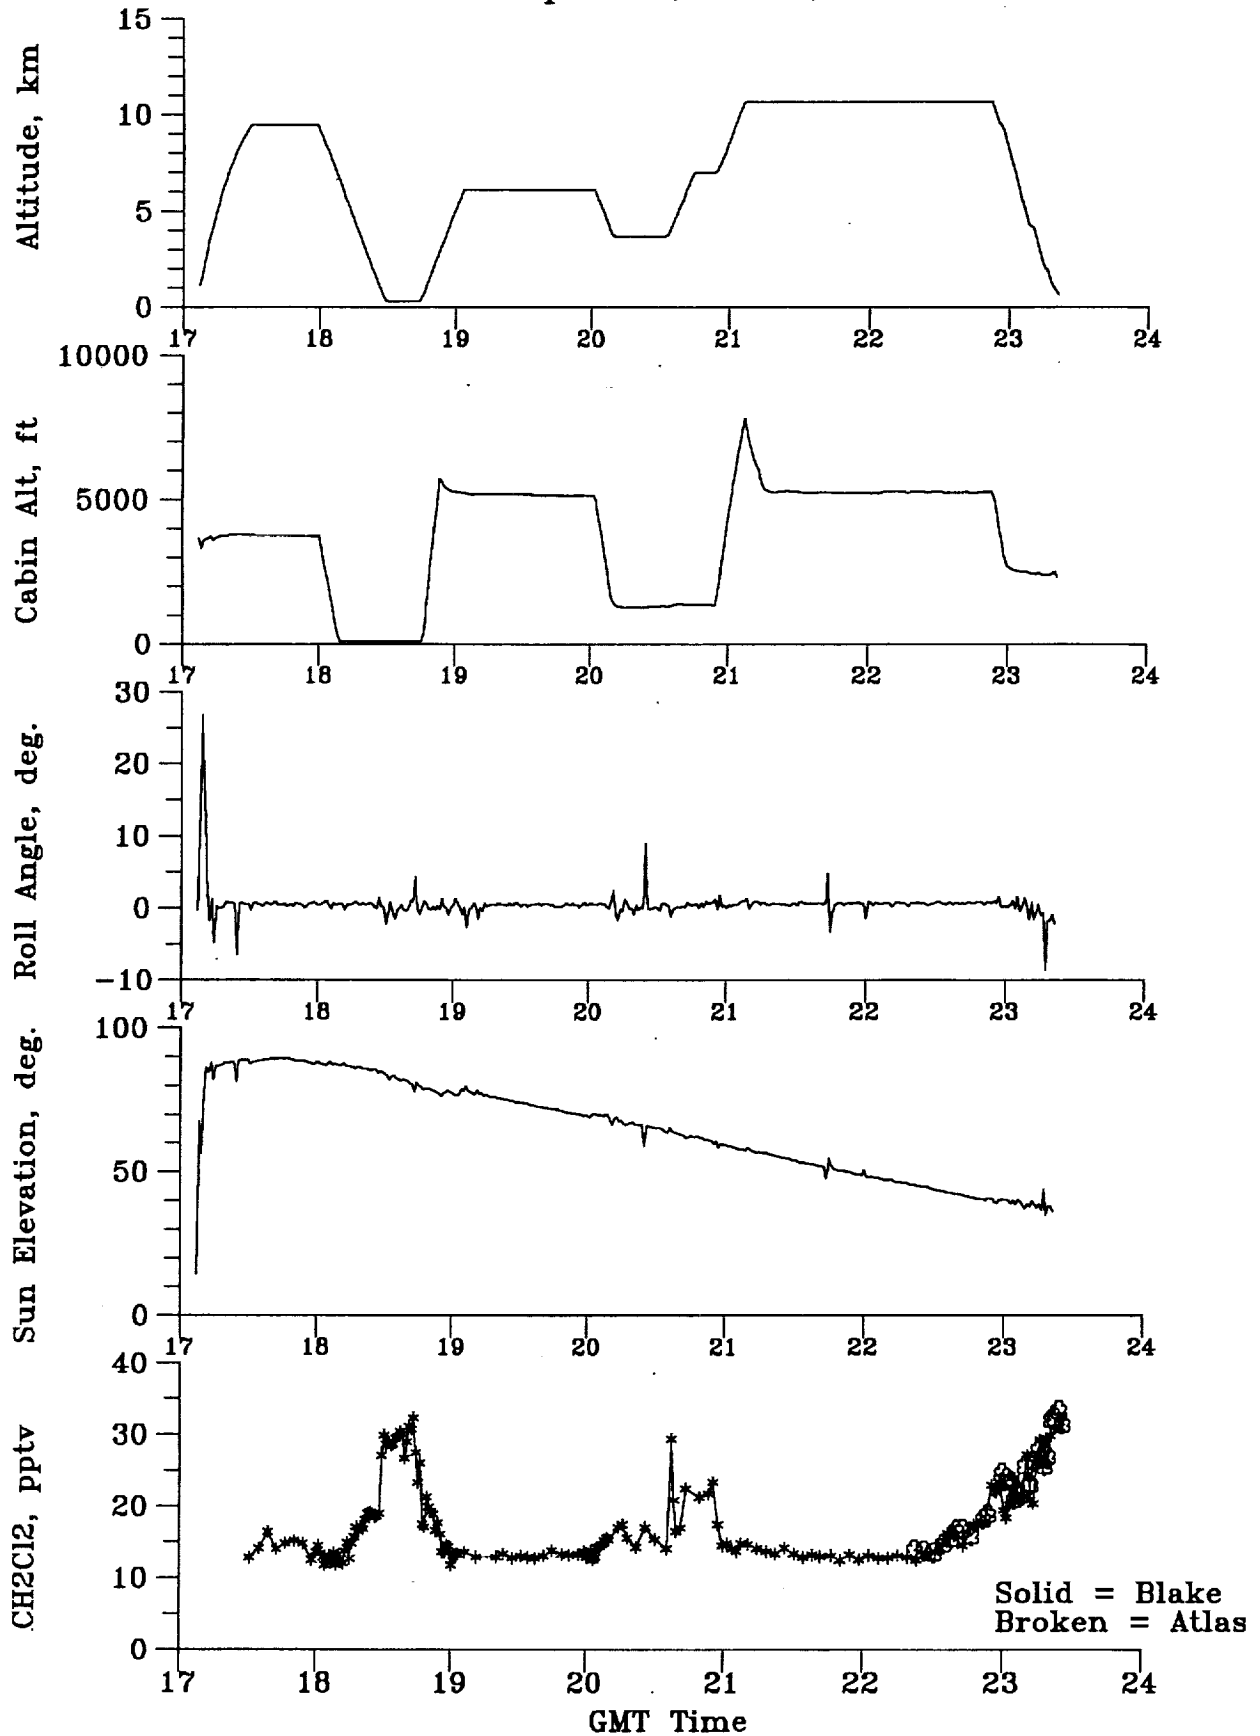 15
10
5
0
Altitude, km
17 18 19 20 21 22 23 24
10000
5000
0
Cabin Alt, ft
17 18 19 20 21 22 23 24
30
20
10
0
-10
Roll Angle, deg.
17 18 19 20 21 22 23 24
100
50
0
Sun Elevation, deg.
17 18 19 20 21 22 23 24
40
30
20
10
0
CH2Cl2, pptv
Solid = Blake
Broken = Atlas
17 18 19 20 21 22 23 24
GMT Time